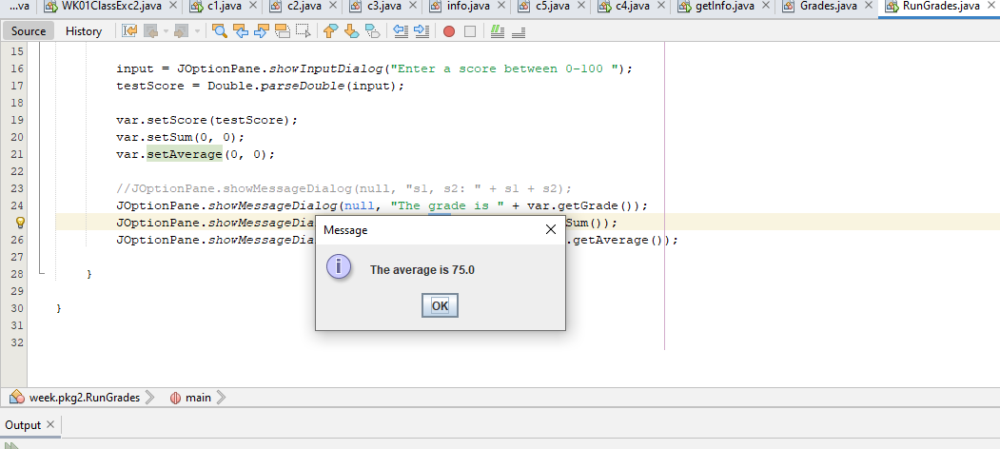 ...va WK01ClassExc2.java c1.java c2.java c3.java info.java c5.java c4.java getInfo.java Grades.java RunGrades.java
Source History
15
16 input = JOptionPane.showInputDialog("Enter a score between 0-100 ");
17 testScore = Double.parseDouble(input);
18
19 var.setScore(testScore);
20 var.setSum(0, 0);
21 var.setAverage(0, 0);
22
23 //JOptionPane.showMessageDialog(null, "s1, s2: " + s1 + s2);
24 JOptionPane.showMessageDialog(null, "The grade is " + var.getGrade());
JOptionPane.showMessageDia Sum());
26 JOptionPane.showMessageDia .getAverage());
27
28 }
29
30 }
31
32
Message
The average is 75.0
OK
week.pkg2.RunGrades main
Output